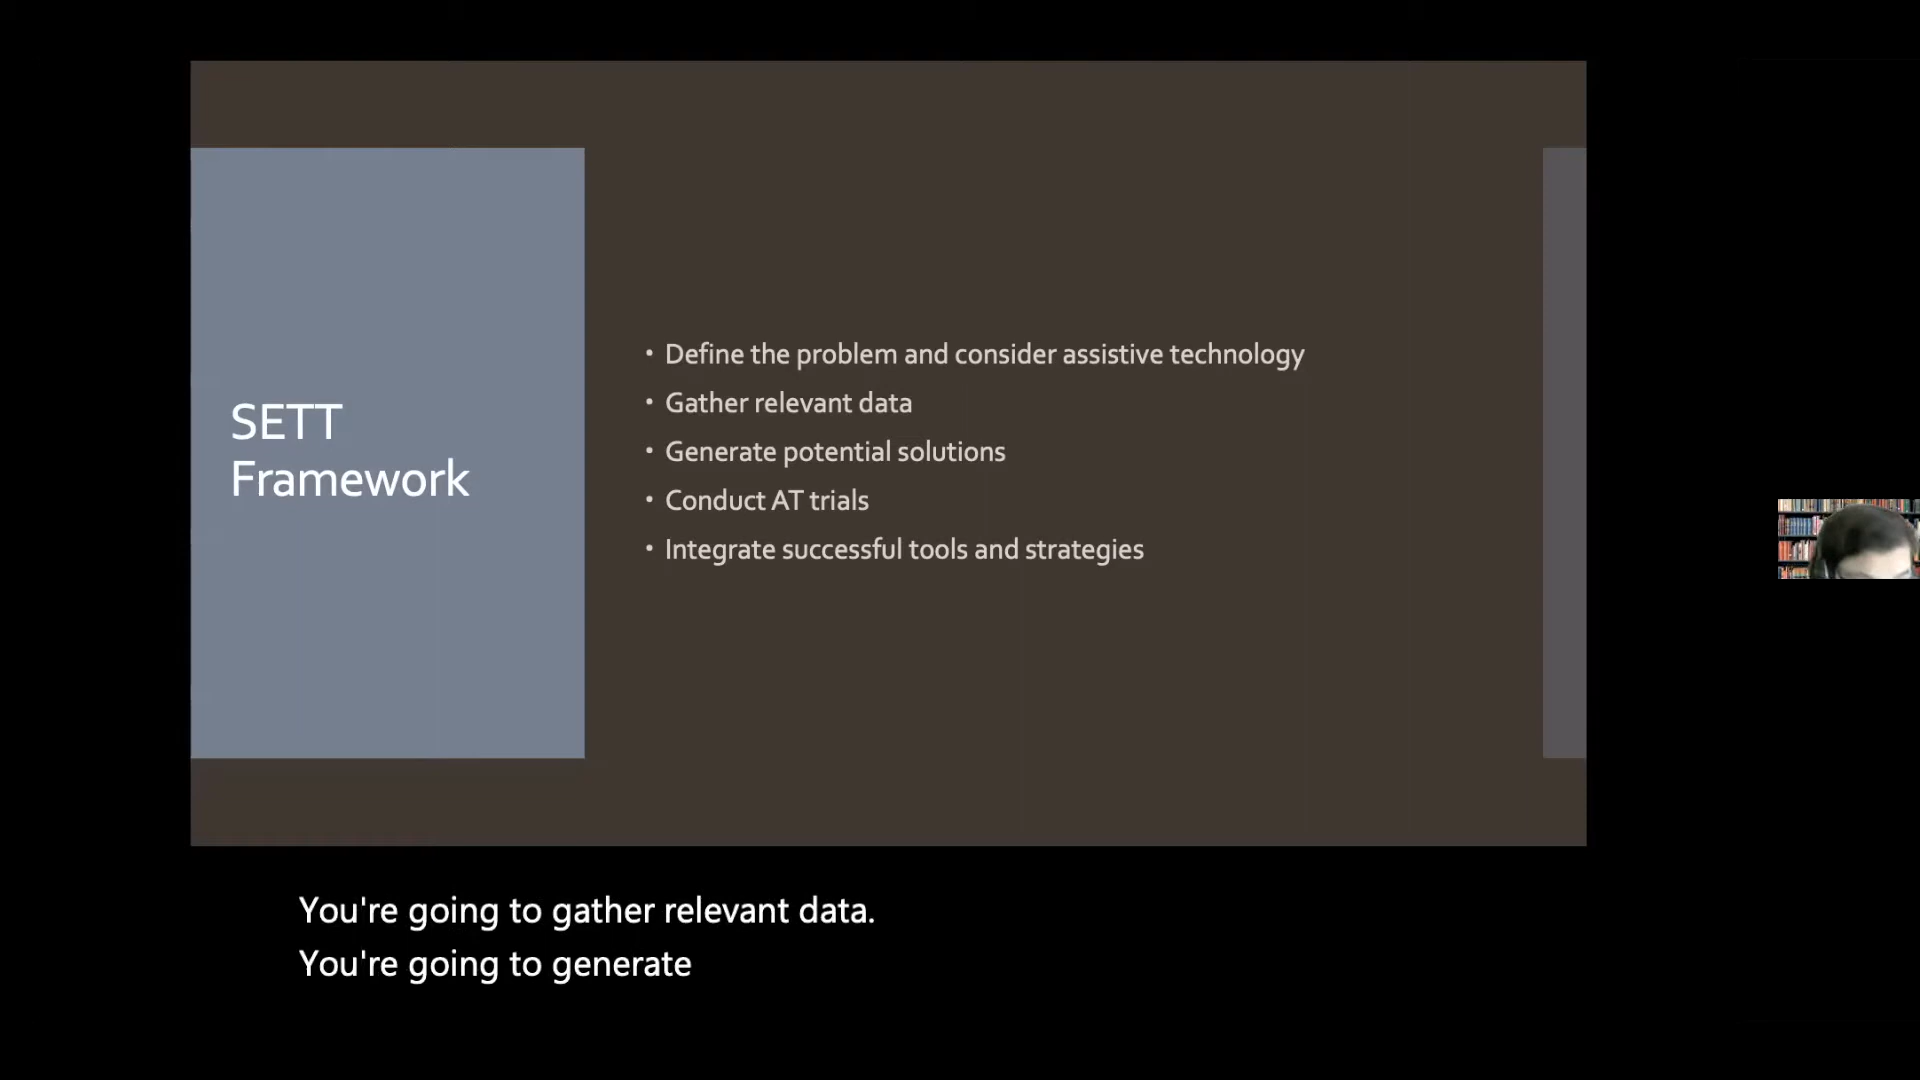 SETT
Framework
• Define the problem and consider assistive technology
• Gather relevant data
• Generate potential solutions
• Conduct AT trials
• Integrate successful tools and strategies
You're going to gather relevant data.
You're going to generate